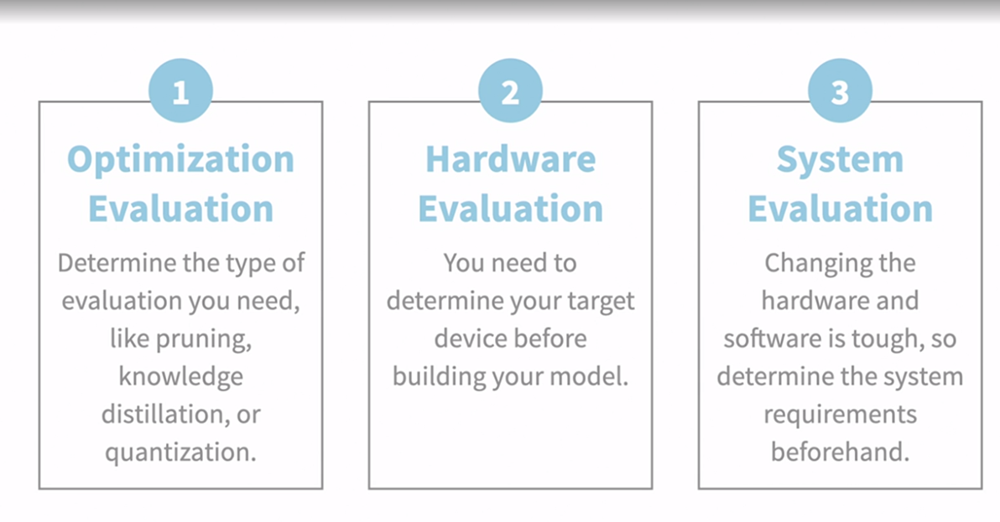 1
Optimization
Evaluation
Determine the type of
evaluation you need,
like pruning,
knowledge
distillation, or
quantization.
2
Hardware
Evaluation
You need to
determine your target
device before
building your model.
3
System
Evaluation
Changing the
hardware and
software is tough, so
determine the system
requirements
beforehand.